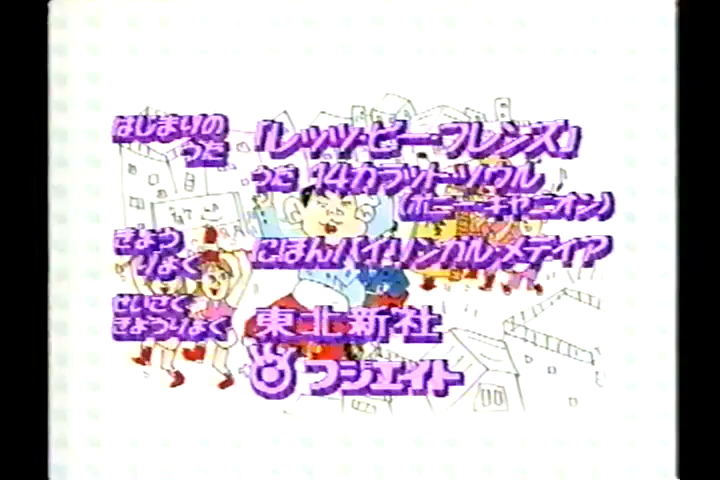 はじまりの
うた
「レッツ・ビー・フレンズ」
うた 14カラット・ソウル
(ポニー・キャニオン)
きょう
りょく
にほんバイリンガル・メディア
せいさく
きょうりょく
東北新社
フジエイト